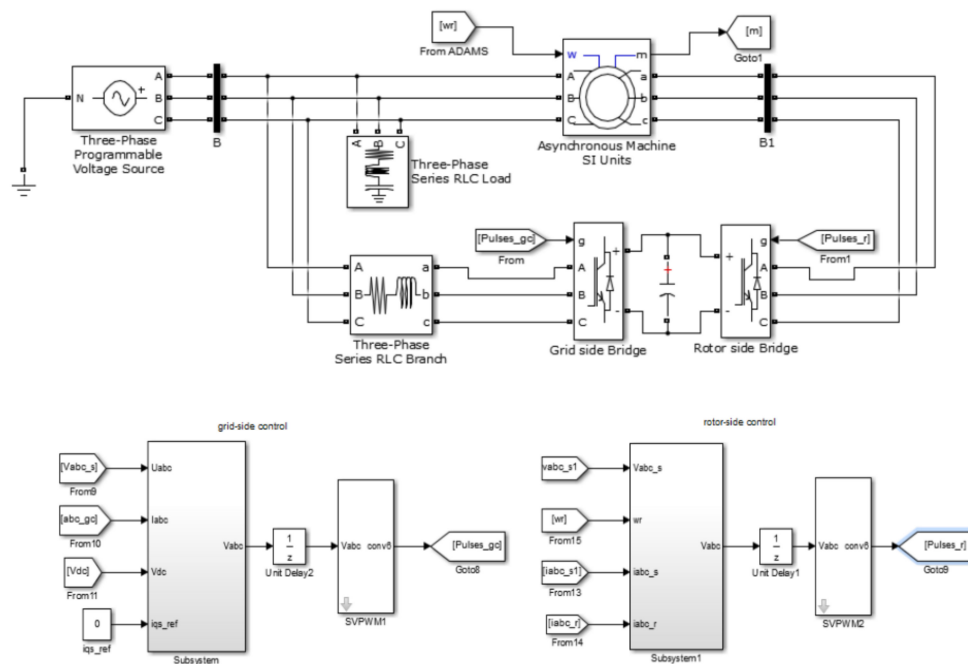 [wr]
From ADAMS
[m]
Goto1
w
m
N
A
B
C
+
Three-Phase
Programmable
Voltage Source
B
A
B
C
a
b
c
Asynchronous Machine
SI Units
B1
A B C
Three-Phase
Series RLC Load
[Pulses_gc]
From
g
A
B
C
+
-
Grid side Bridge
[Pulses_r]
From1
g
A
B
C
+
-
Rotor side Bridge
+
A
B
C
a
b
c
Three-Phase
Series RLC Branch
grid-side control
[Vabc_s]
From9
[abc_gc]
From10
[Vdc]
From11
0
iqs_ref
Uabc
Iabc
Vdc
iqs_ref
Vabc
Subsystem
1
z
Unit Delay2
Vabc conv6
SVPWM1
[Pulses_gc]
Goto8
rotor-side control
vabc_s1
[wr]
From15
[iabc_s1]
From13
[iabc_r]
From14
Vabc_s
wr
iabc_s
iabc_r
Vabc
Subsystem1
1
z
Unit Delay1
Vabc conv6
SVPWM2
[Pulses_r]
Goto9